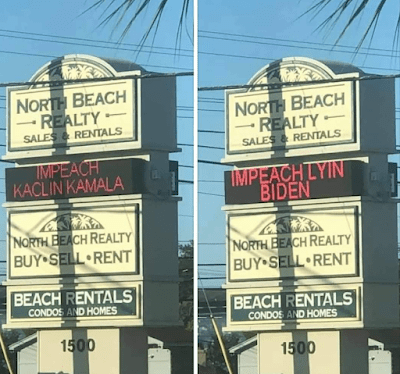 NORTH BEACH
REALTY
SALES & RENTALS
IMPEACH
KACLIN KAMALA
NORTH BEACH REALTY
BUY • SELL • RENT
BEACH RENTALS
CONDOS AND HOMES
1500
NORTH BEACH
REALTY
SALES & RENTALS
IMPEACH LYIN
BIDEN
NORTH BEACH REALTY
BUY • SELL • RENT
BEACH RENTALS
CONDOS AND HOMES
1500